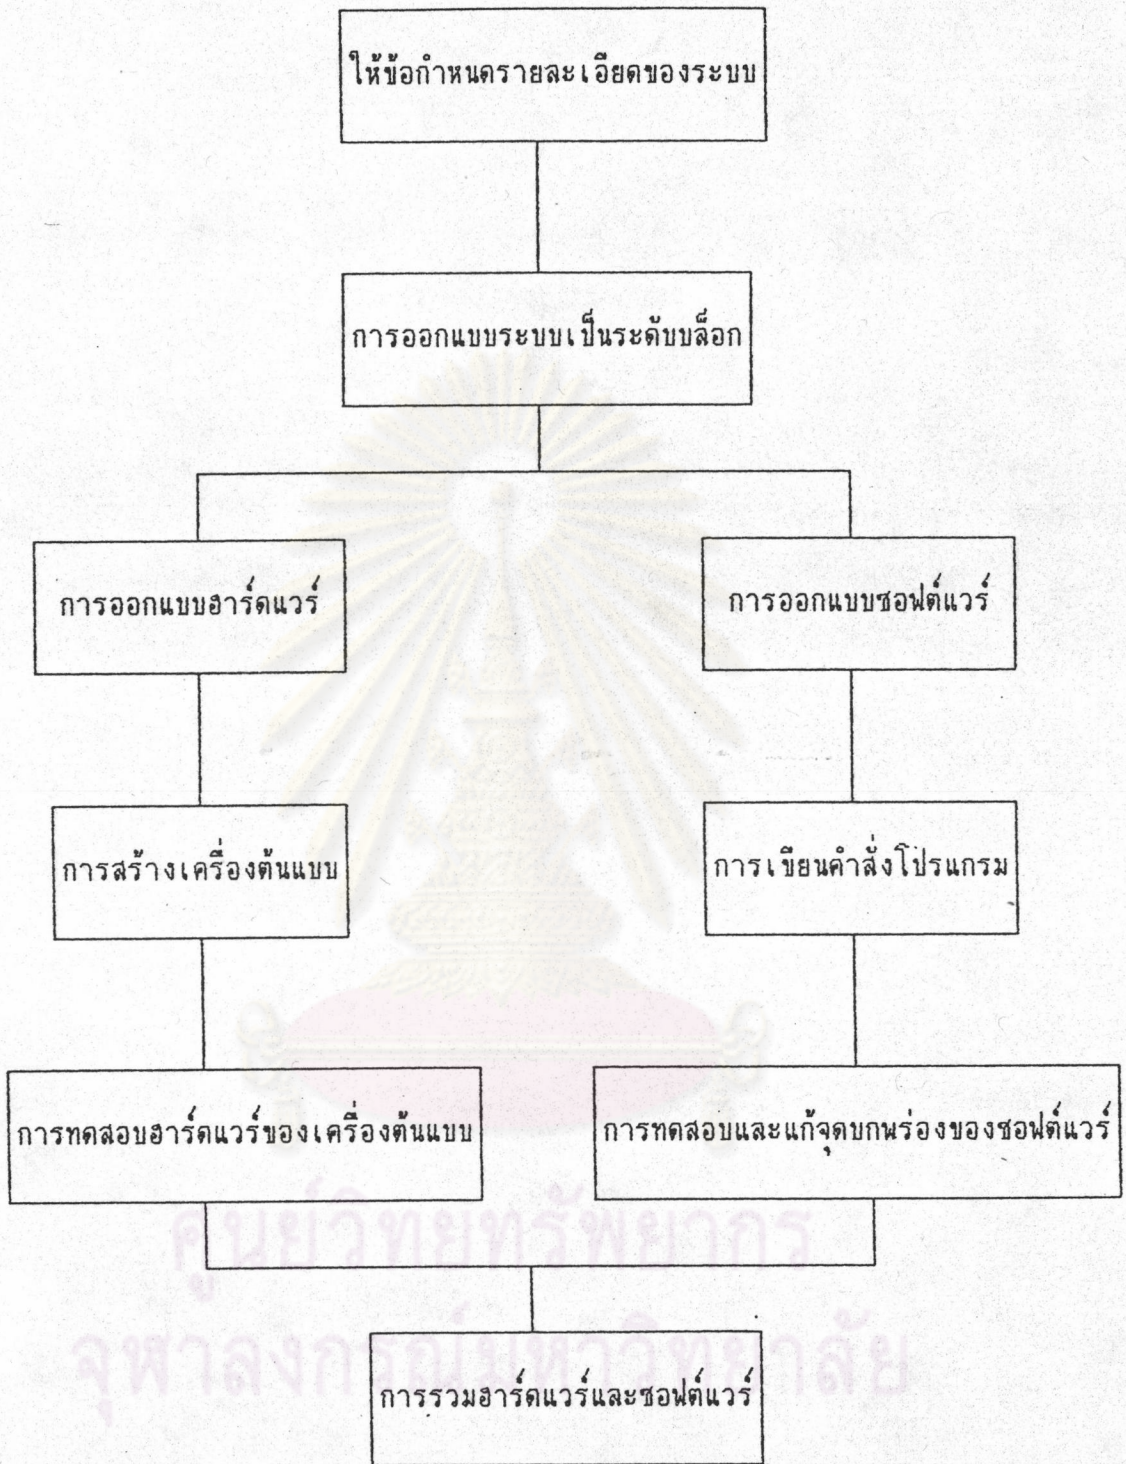 ให้ข้อกำหนดรายละเอียดของระบบ
การออกแบบระบบเป็นระดับบล็อก
การออกแบบฮาร์ดแวร์
การออกแบบซอฟต์แวร์
การสร้างเครื่องต้นแบบ
การเขียนคำสั่งโปรแกรม
การทดสอบฮาร์ดแวร์ของเครื่องต้นแบบ
การทดสอบและแก้จุดบกพร่องของซอฟต์แวร์
ศูนย์วิทยทรัพยากร
จุฬาลงกรณ์มหาวิทยาลัย
การรวมฮาร์ดแวร์และซอฟต์แวร์